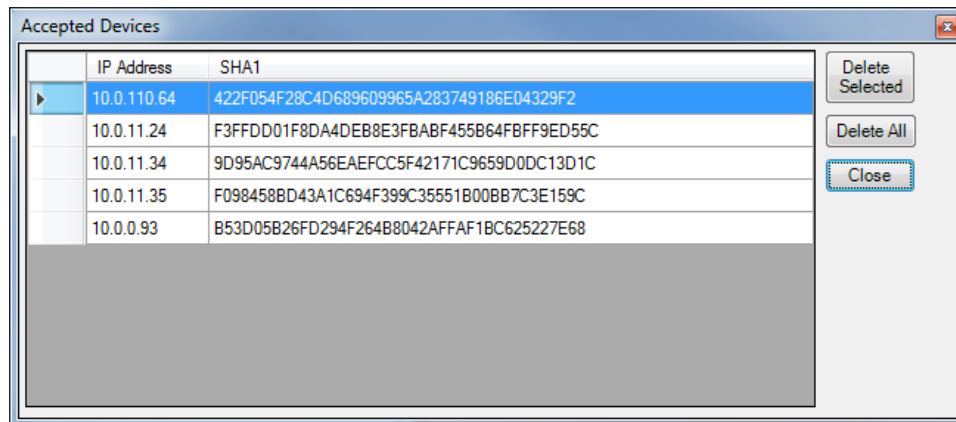 Accepted Devices
IP Address SHA1
10.0.110.64 422F054F28C4D689609965A283749186E04329F2
10.0.11.24 F3FFDD01F8DA4DEB8E3FBABF455B64FBFF9ED55C
10.0.11.34 9D95AC9744A56EAEFCC5F42171C9659D0DC13D1C
10.0.11.35 F098458BD43A1C694F399C35551B00BB7C3E159C
10.0.0.93 B53D05B26FD294F264B8042AFFAF1BC625227E68
Delete
Selected
Delete All
Close